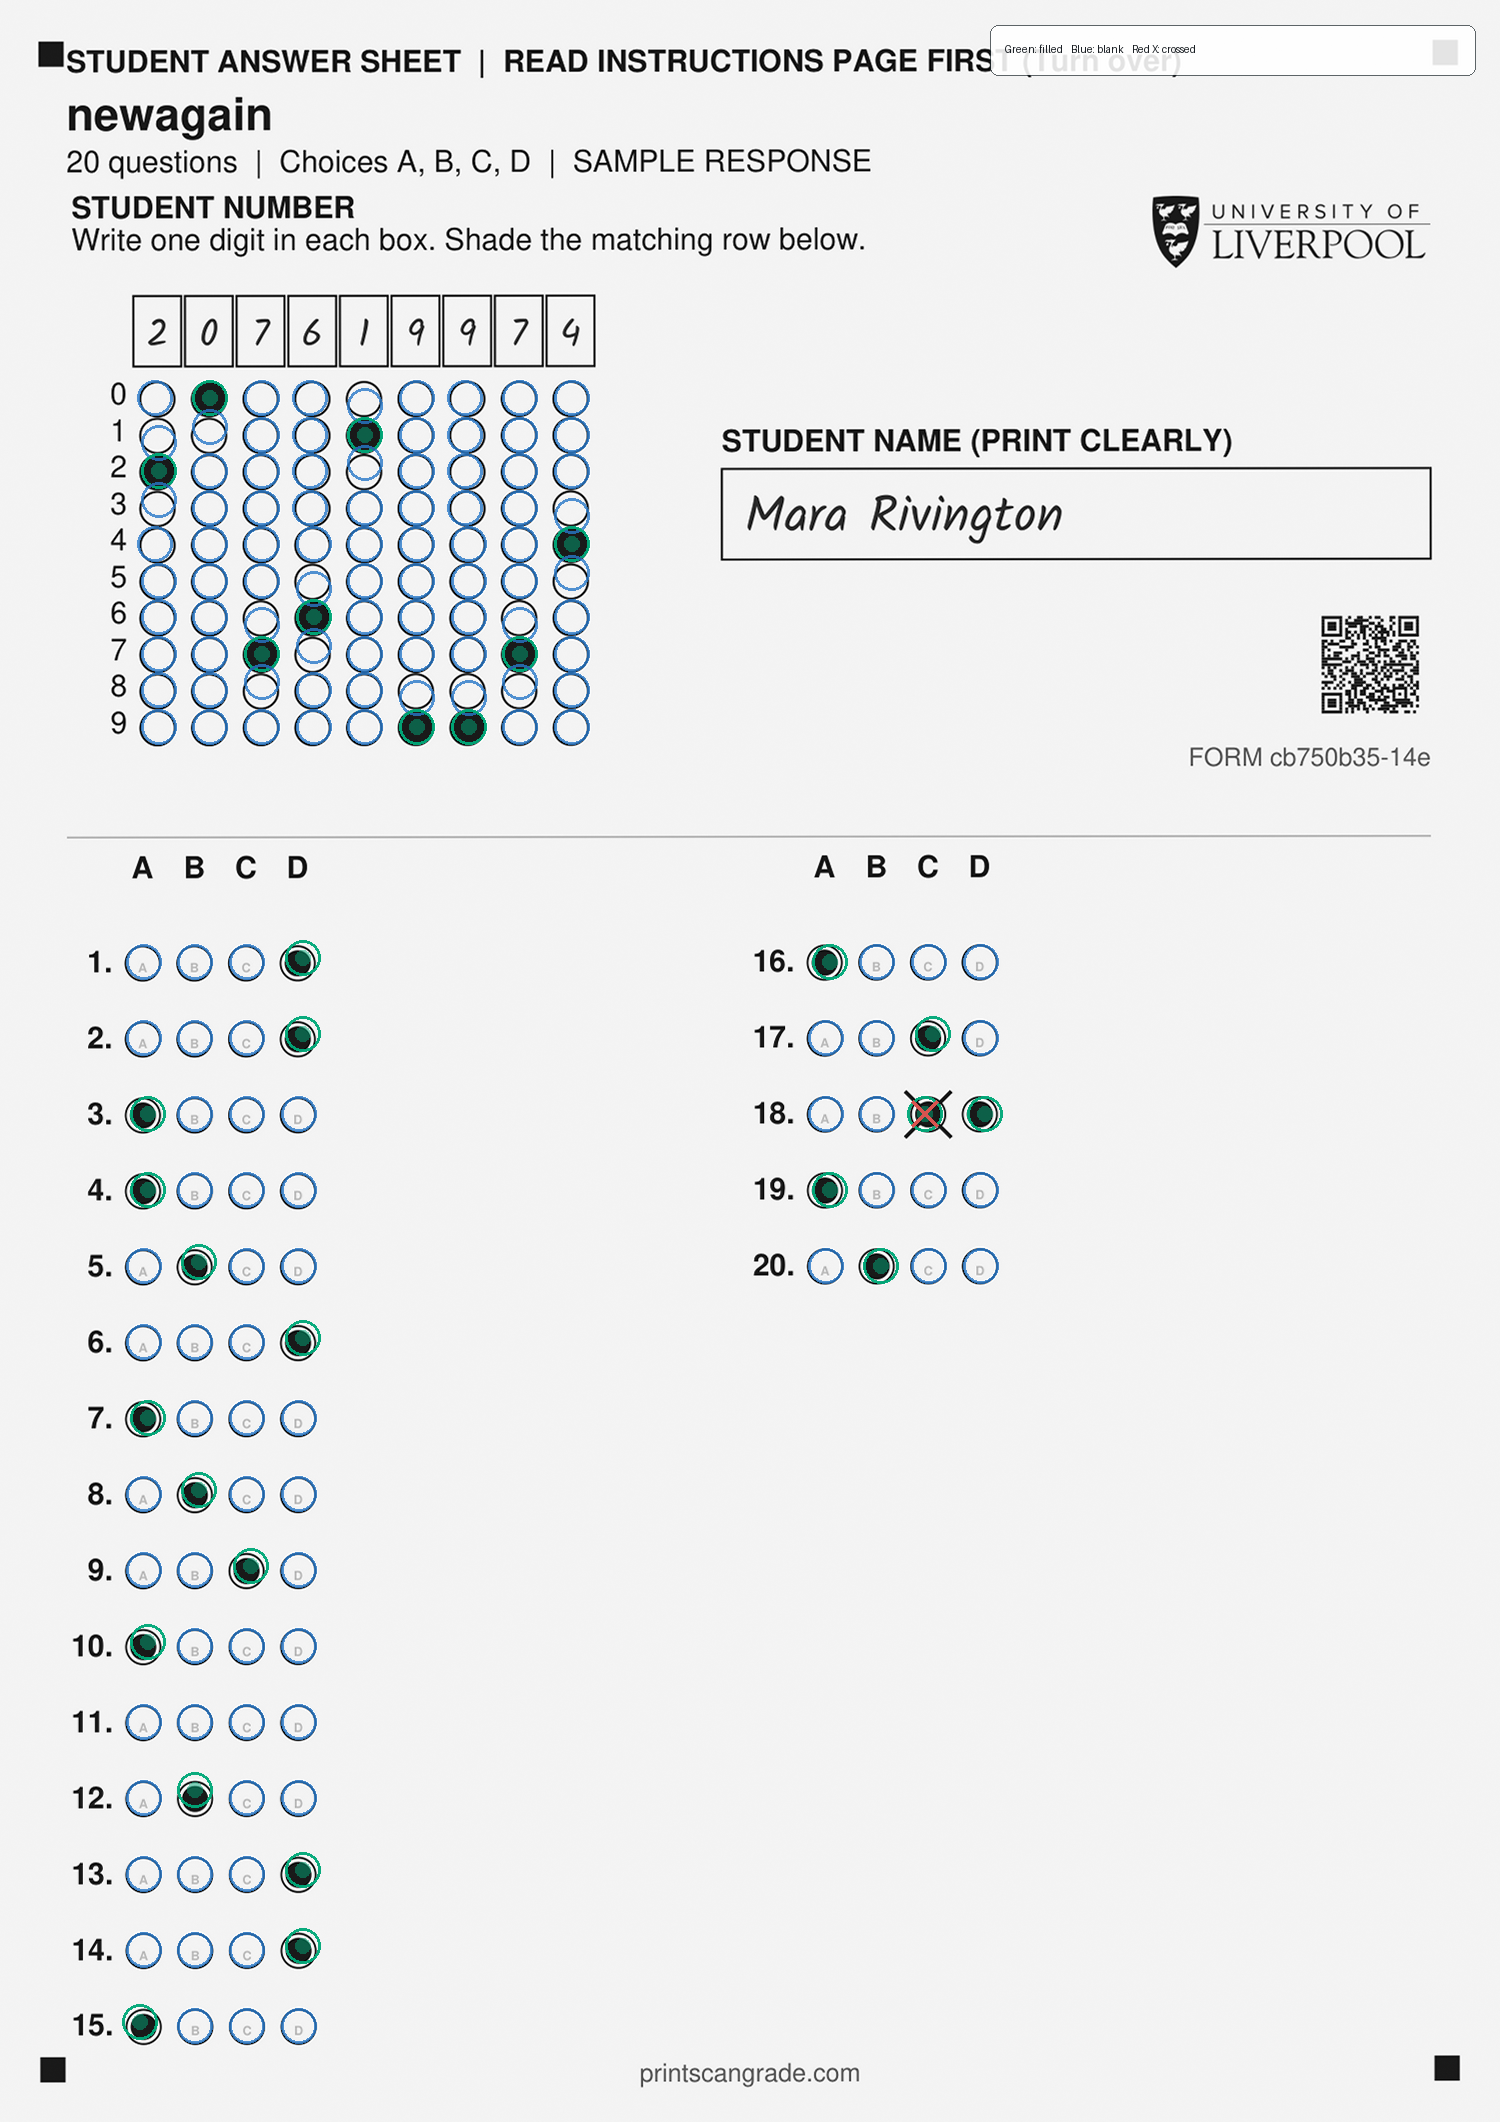 STUDENT ANSWER SHEET | READ INSTRUCTIONS PAGE FIRST (Turn over)
Green: filled Blue: blank Red X: crossed
newagain
20 questions | Choices A, B, C, D | SAMPLE RESPONSE
STUDENT NUMBER
Write one digit in each box. Shade the matching row below.
UNIVERSITY OF
LIVERPOOL
2 0 7 6 1 9 9 7 4
0
1
2
3
4
5
6
7
8
9
STUDENT NAME (PRINT CLEARLY)
Mara Rivington
FORM cb750b35-14e
A B C D
1. A B C
2. A B C
3. B C D
4. B C D
5. A C D
6. A B C
7. B C D
8. A C D
9. A B D
10. B C D
11. A B C D
12. A C D
13. A B C
14. A B C
15. B C D
A B C D
16. B C D
17. A B D
18. A B
19. B C D
20. A C D
printscangrade.com